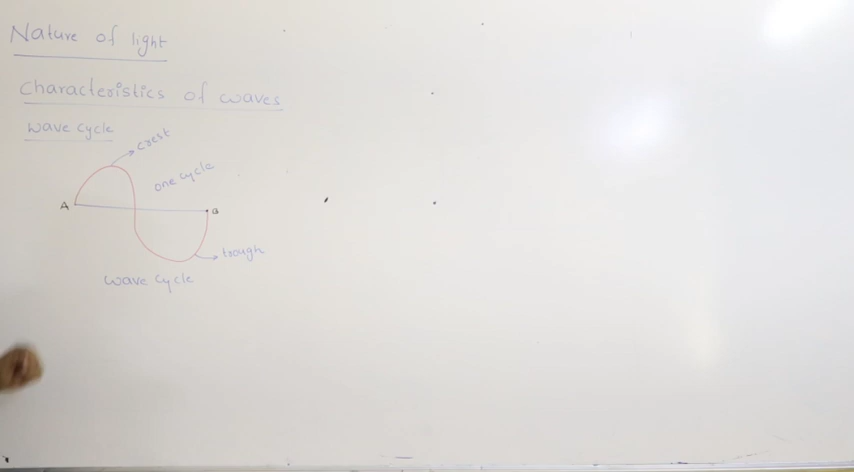 Nature of light
Characteristics of waves
Wave cycle
crest
one cycle
A
B
trough
Wave cycle